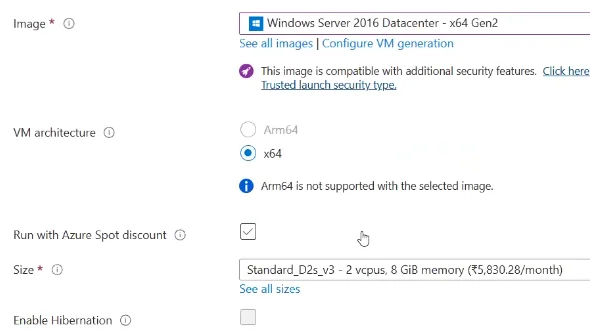 Image *
Windows Server 2016 Datacenter - x64 Gen2
See all images | Configure VM generation
This image is compatible with additional security features. Click here
Trusted launch security type.
VM architecture
Arm64
x64
Arm64 is not supported with the selected image.
Run with Azure Spot discount
Size *
Standard_D2s_v3 - 2 vcpus, 8 GiB memory (₹5,830.28/month)
See all sizes
Enable Hibernation